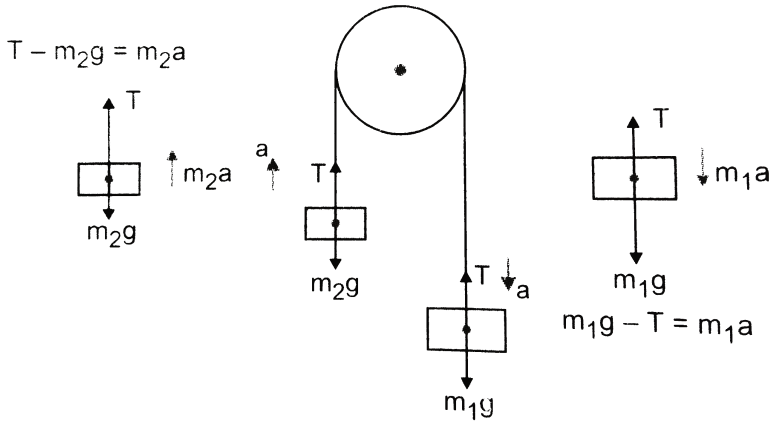 T – m₂g = m₂a
T
m₂a
m₂g
a
T
m₂g
T
a
m₁g
T
m₁a
m₁g
m₁g – T = m₁a